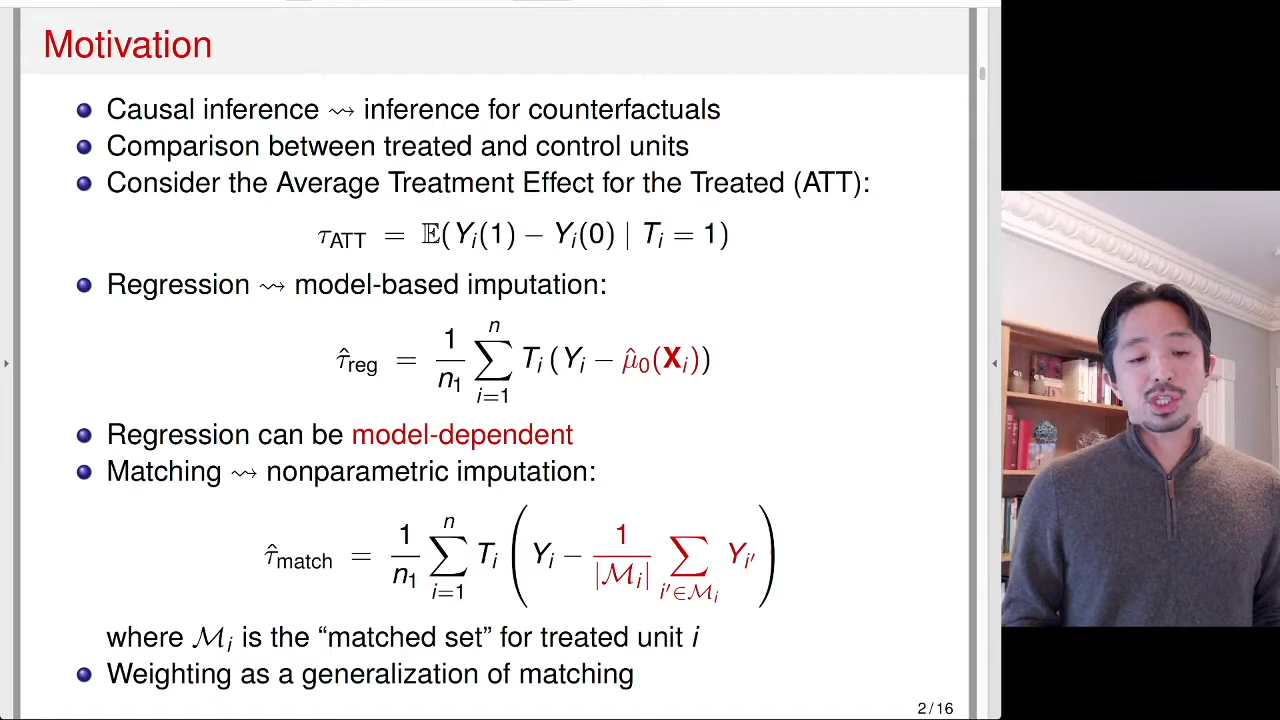 Motivation
Causal inference ⇝ inference for counterfactuals
Comparison between treated and control units
Consider the Average Treatment Effect for the Treated (ATT):
τ_ATT = 𝔼(Y_i(1) − Y_i(0) | T_i = 1)
Regression ⇝ model-based imputation:
τ̂_reg = 1/n_1 ∑_{i=1}^{n} T_i (Y_i − μ̂_0(X_i))
Regression can be model-dependent
Matching ⇝ nonparametric imputation:
τ̂_match = 1/n_1 ∑_{i=1}^{n} T_i (Y_i − 1/|ℳ_i| ∑_{i′∈ℳ_i} Y_{i′})
where ℳ_i is the “matched set” for treated unit i
Weighting as a generalization of matching
2 / 16